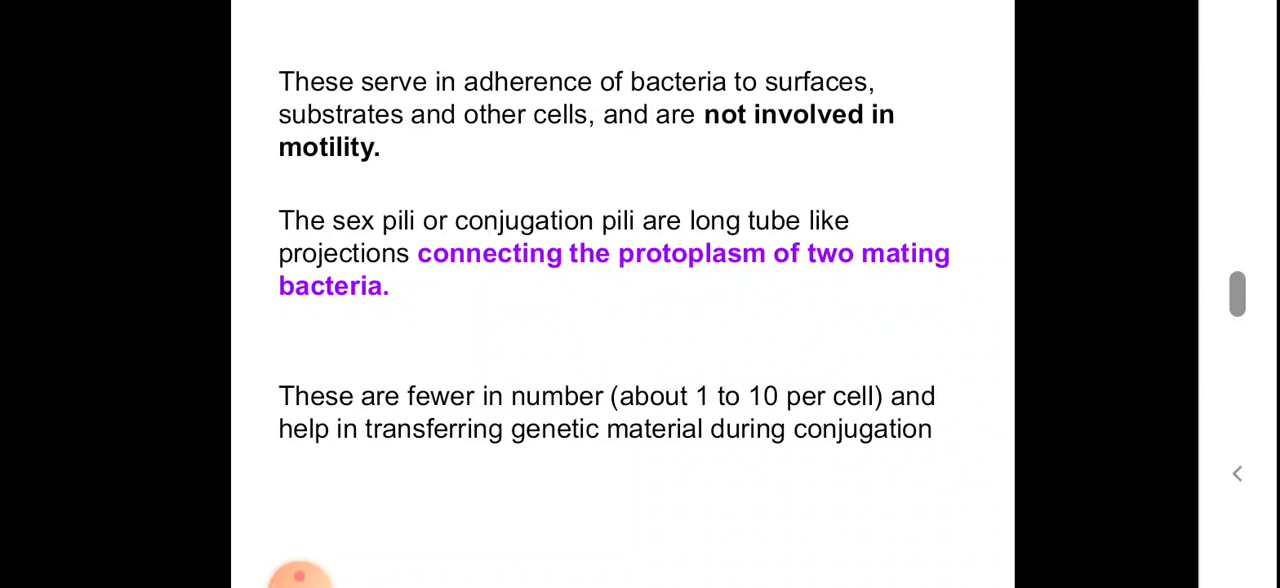 These serve in adherence of bacteria to surfaces,
substrates and other cells, and are not involved in
motility.
The sex pili or conjugation pili are long tube like
projections connecting the protoplasm of two mating
bacteria.
These are fewer in number (about 1 to 10 per cell) and
help in transferring genetic material during conjugation